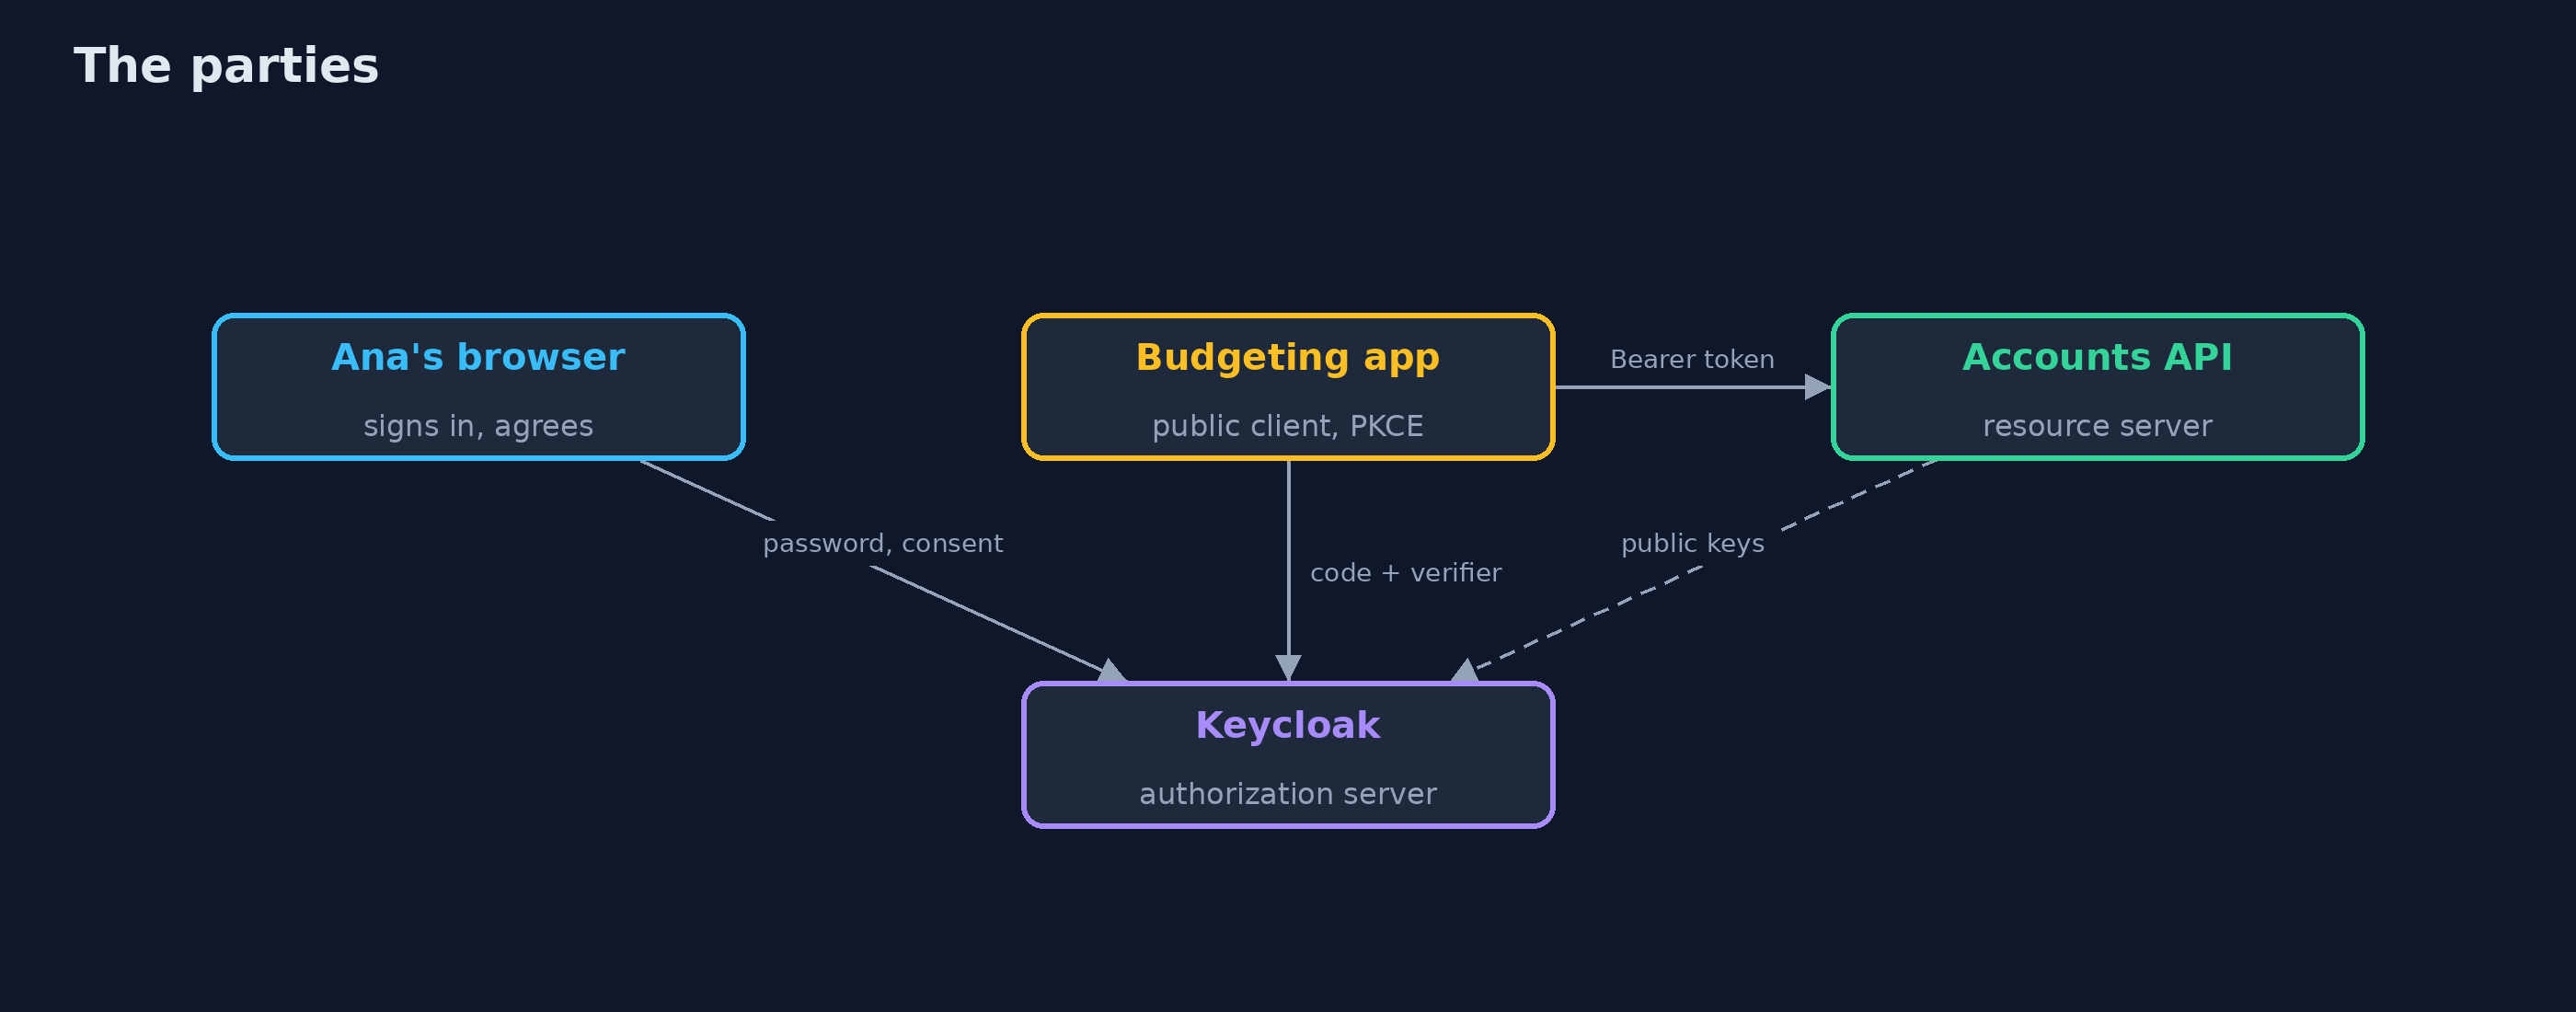 The parties
Ana's browser
signs in, agrees
Budgeting app
public client, PKCE
Bearer token
Accounts API
resource server
password, consent
code + verifier
public keys
Keycloak
authorization server